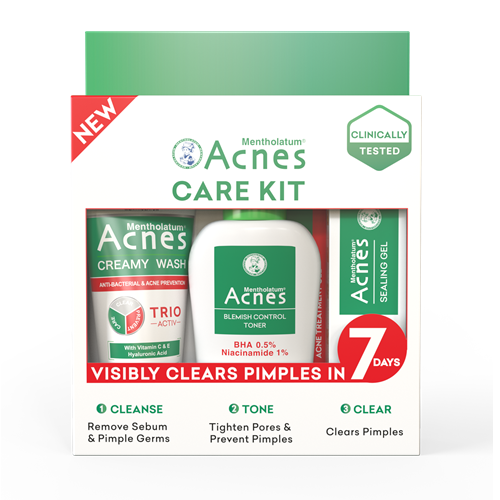 NEW
Mentholatum®
Acnes
CARE KIT
CLINICALLY
TESTED
Mentholatum®
Acnes
CREAMY WASH
ANTI-BACTERIAL & ACNE PREVENTION
CARE
PREVENT
TRIO
—ACTIV—
With Vitamin C & E
Hyaluronic Acid
Mentholatum®
Acnes
BLEMISH CONTROL
TONER
BHA 0.5%
Niacinamide 1%
ACNE TREATMENT
Mentholatum®
Acnes
SEALING GEL
VISIBLY CLEARS PIMPLES IN
7
DAYS
1 CLEANSE
Remove Sebum
& Pimple Germs
2 TONE
Tighten Pores &
Prevent Pimples
3 CLEAR
Clears Pimples